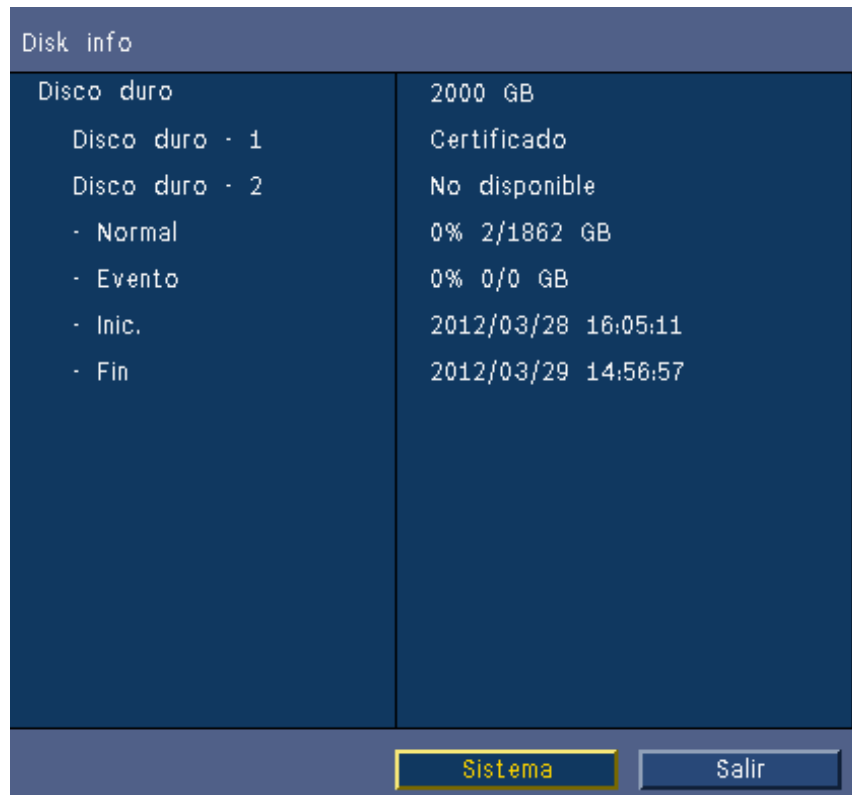 Disk info
Disco duro 2000 GB
Disco duro - 1 Certificado
Disco duro - 2 No disponible
- Normal 0% 2/1862 GB
- Evento 0% 0/0 GB
- Inic. 2012/03/28 16:05:11
- Fin 2012/03/29 14:56:57
Sistema Salir